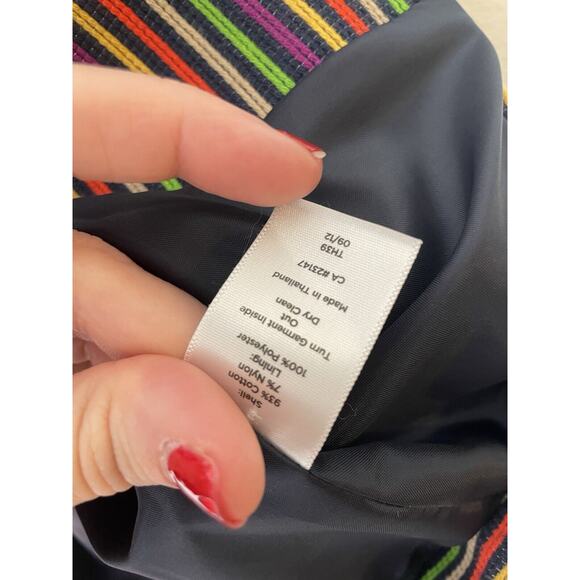 Shell:
93% Cotton
7% Nylon
Lining:
100% Polyester
Turn Garment Inside
Out
Dry Clean
Made in Thailand
CA #23147
TH39
09/12